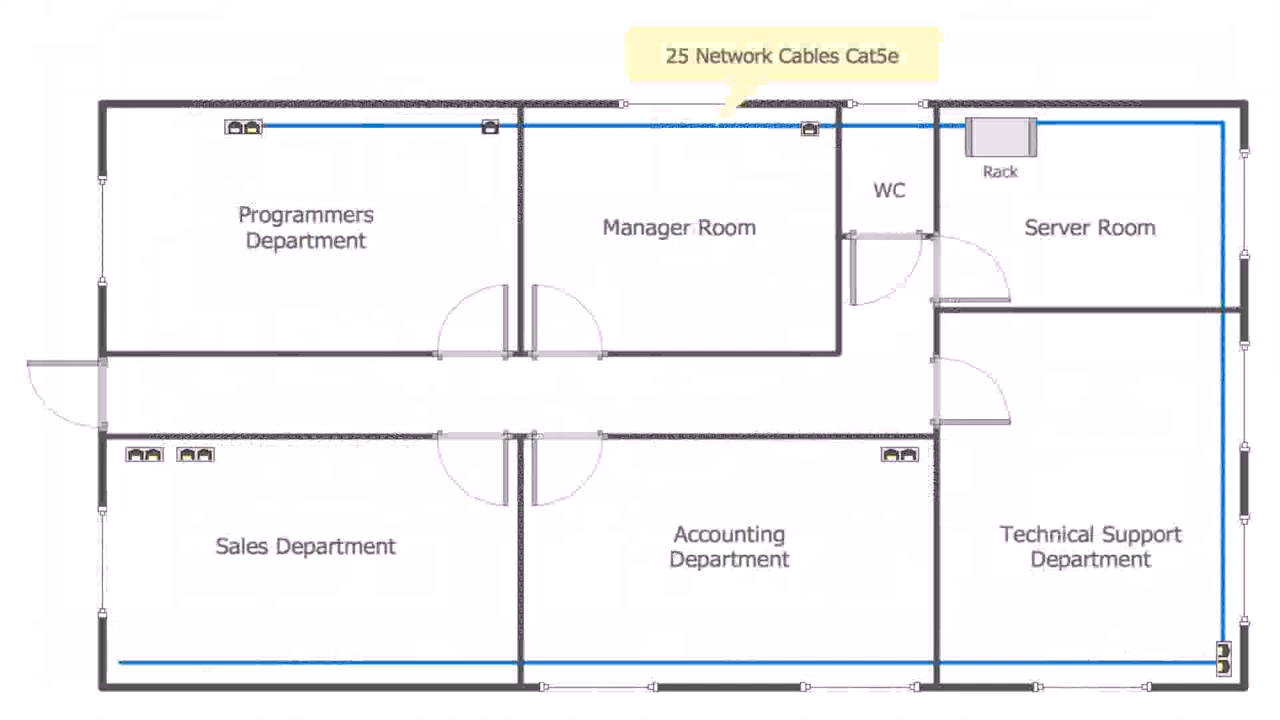 25 Network Cables Cat5e
Rack
WC
Programmers
Department
Manager Room
Server Room
Sales Department
Accounting
Department
Technical Support
Department